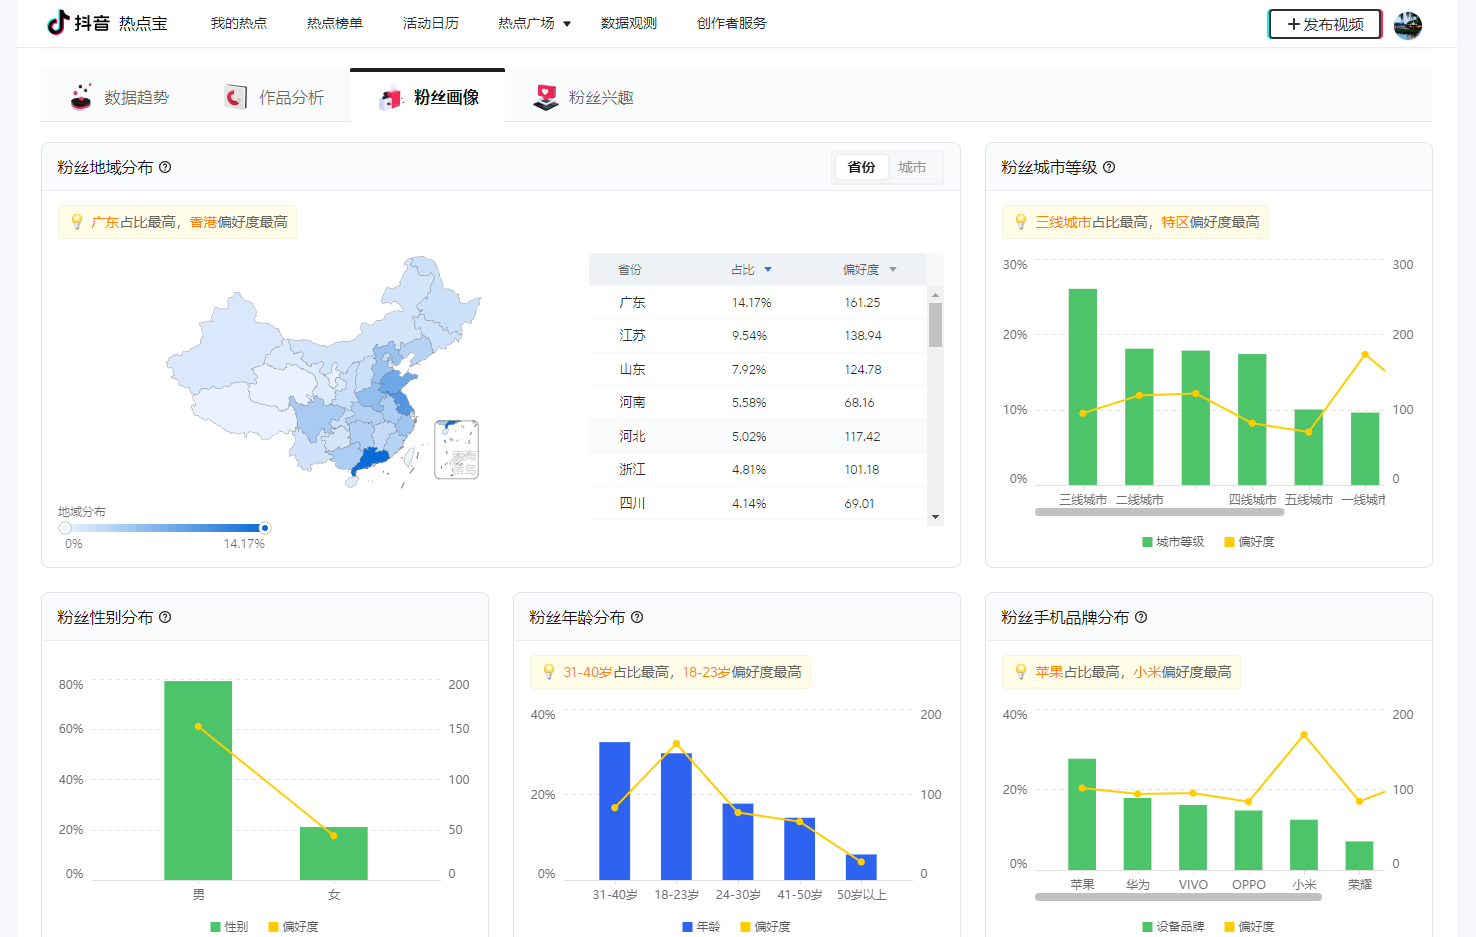 抖音 热点宝 我的热点 热点榜单 活动日历 热点广场 数据观测 创作者服务 发布视频
数据趋势 作品分析 粉丝画像 粉丝兴趣
粉丝地域分布
省份 城市
广东占比最高，香港偏好度最高
省份 占比 偏好度
广东 14.17% 161.25
江苏 9.54% 138.94
山东 7.92% 124.78
河南 5.58% 68.16
河北 5.02% 117.42
浙江 4.81% 101.18
四川 4.14% 69.01
南海
诸岛
地域分布
0% 14.17%
粉丝城市等级
三线城市占比最高，特区偏好度最高
30% 300
20% 200
10% 100
0% 0
三线城市 二线城市 四线城市 五线城市 一线城市
城市等级 偏好度
粉丝性别分布
80% 200
60% 150
40% 100
20% 50
0% 0
男 女
性别 偏好度
粉丝年龄分布
31-40岁占比最高，18-23岁偏好度最高
40% 200
20% 100
0% 0
31-40岁 18-23岁 24-30岁 41-50岁 50岁以上
年龄 偏好度
粉丝手机品牌分布
苹果占比最高，小米偏好度最高
40% 200
20% 100
0% 0
苹果 华为 VIVO OPPO 小米 荣耀
设备品牌 偏好度